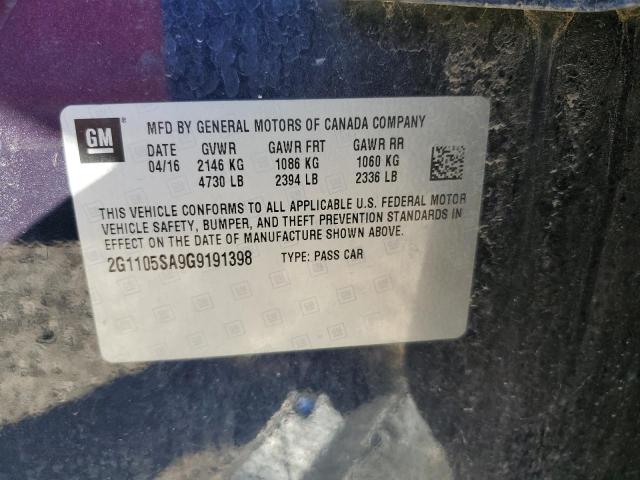 GM
MFD BY GENERAL MOTORS OF CANADA COMPANY
DATE GVWR GAWR FRT GAWR RR
04/16 2146 KG 1086 KG 1060 KG
4730 LB 2394 LB 2336 LB
THIS VEHICLE CONFORMS TO ALL APPLICABLE U.S. FEDERAL MOTOR
VEHICLE SAFETY, BUMPER, AND THEFT PREVENTION STANDARDS IN
EFFECT ON THE DATE OF MANUFACTURE SHOWN ABOVE.
2G1105SA9G9191398 TYPE: PASS CAR